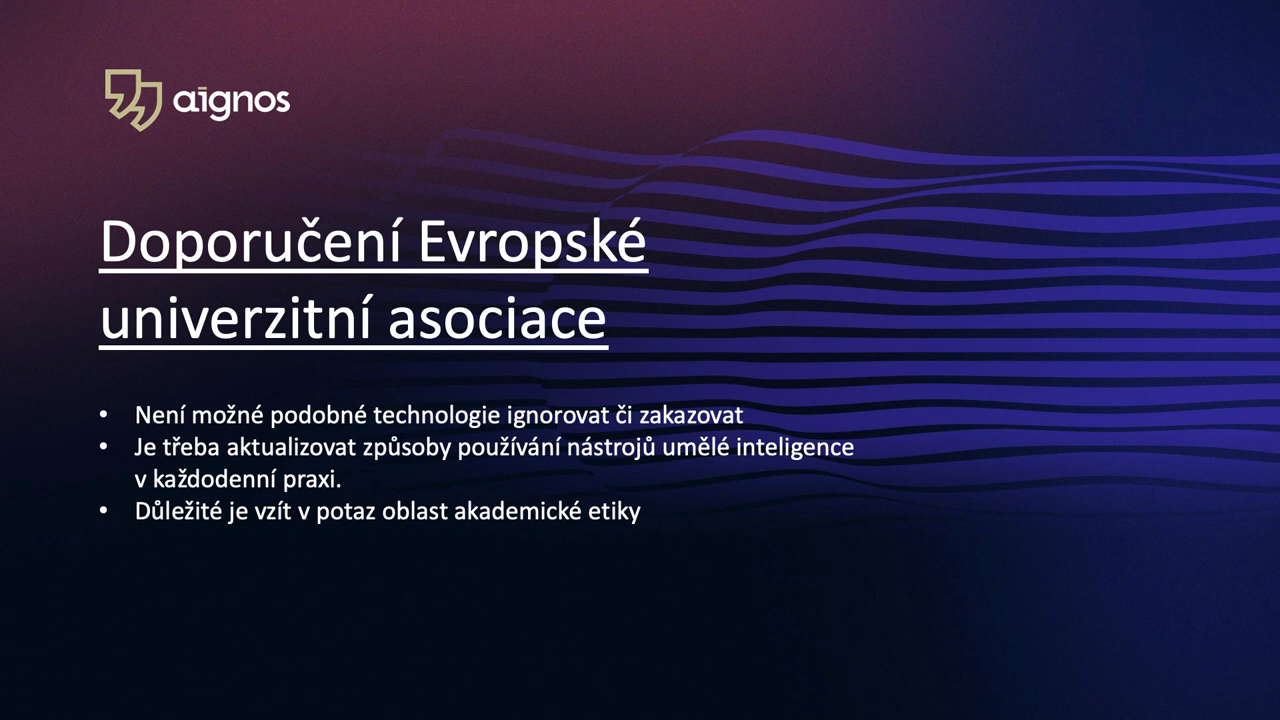 aignos
Doporučení Evropské
univerzitní asociace
• Není možné podobné technologie ignorovat či zakazovat
• Je třeba aktualizovat způsoby používání nástrojů umělé inteligence
v každodenní praxi.
• Důležité je vzít v potaz oblast akademické etiky